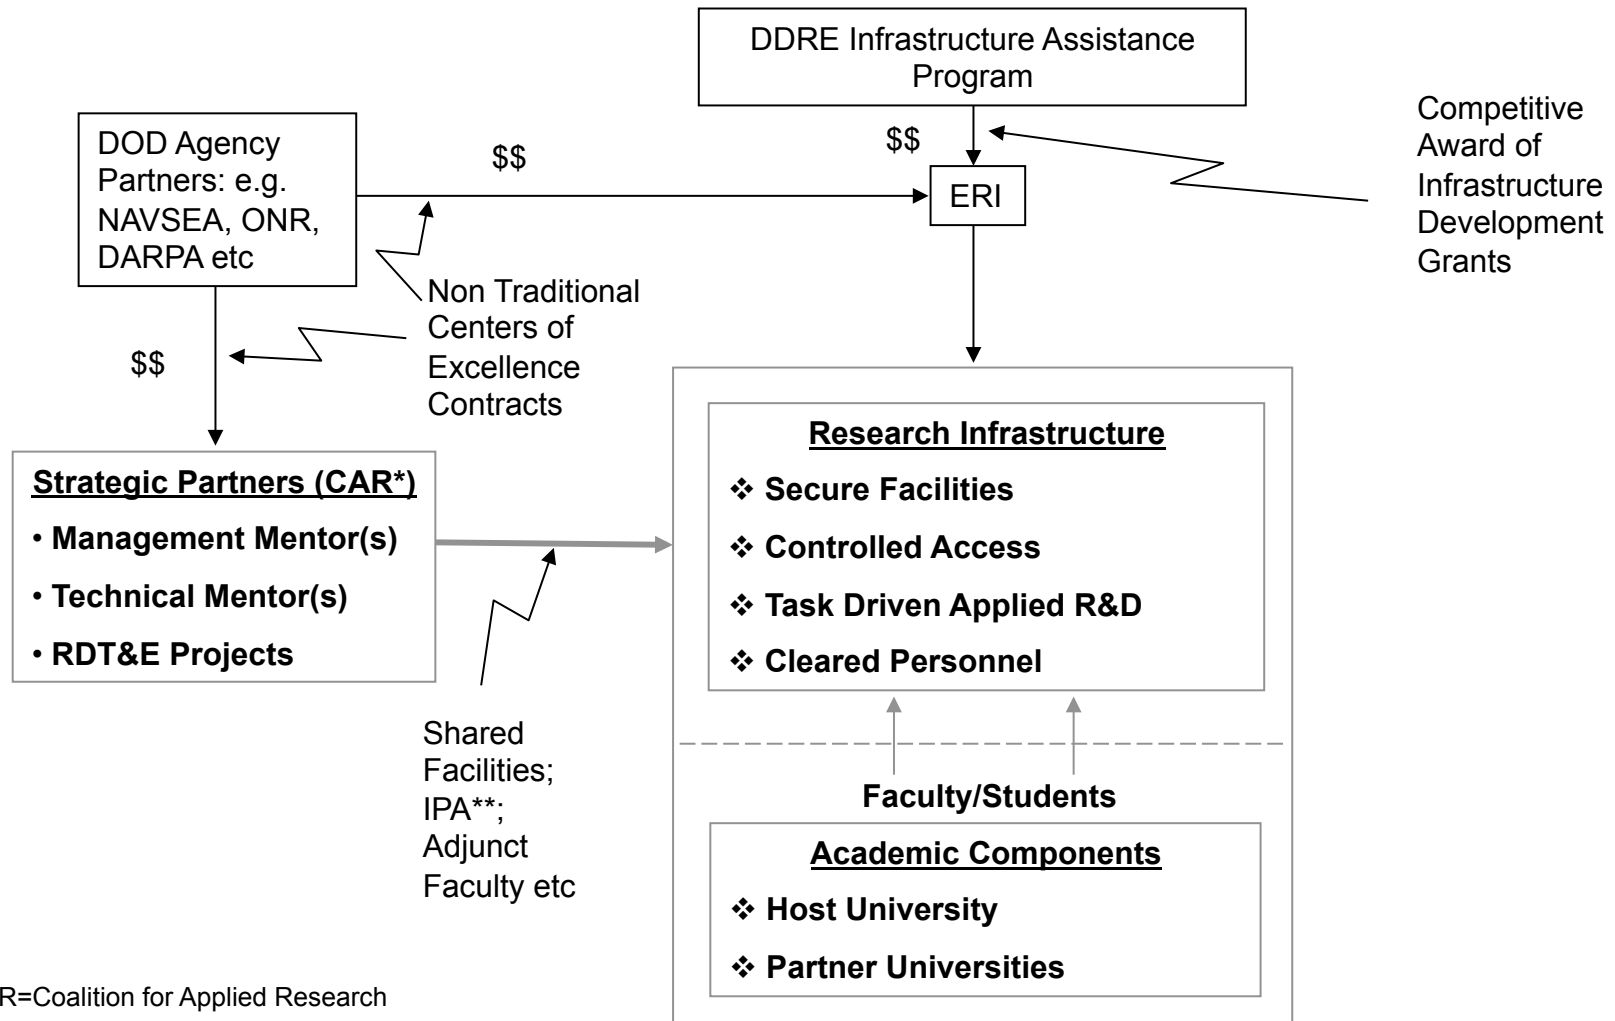 DDRE Infrastructure Assistance
Program
Competitive
Award of
Infrastructure
Development
Grants
$$
DOD Agency
Partners: e.g.
NAVSEA, ONR,
DARPA etc
$$
ERI
Non Traditional
Centers of
Excellence
Contracts
$$
Strategic Partners (CAR*)
• Management Mentor(s)
• Technical Mentor(s)
• RDT&E Projects
Research Infrastructure
❖ Secure Facilities
❖ Controlled Access
❖ Task Driven Applied R&D
❖ Cleared Personnel
Shared
Facilities;
IPA**;
Adjunct
Faculty etc
Faculty/Students
Academic Components
❖ Host University
❖ Partner Universities
R=Coalition for Applied Research